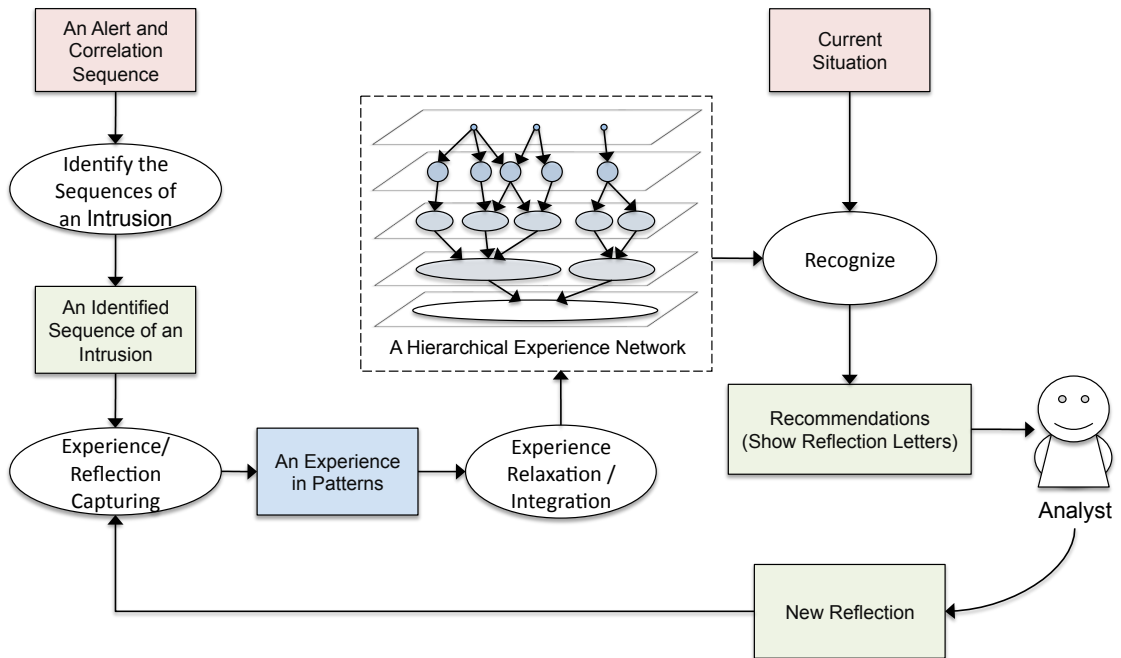 An Alert and
Correlation
Sequence
Identify the
Sequences of
an Intrusion
An Identified
Sequence of an
Intrusion
Experience/
Reflection
Capturing
An Experience
in Patterns
Experience
Relaxation /
Integration
A Hierarchical Experience Network
Current
Situation
Recognize
Recommendations
(Show Reflection Letters)
Analyst
New Reflection